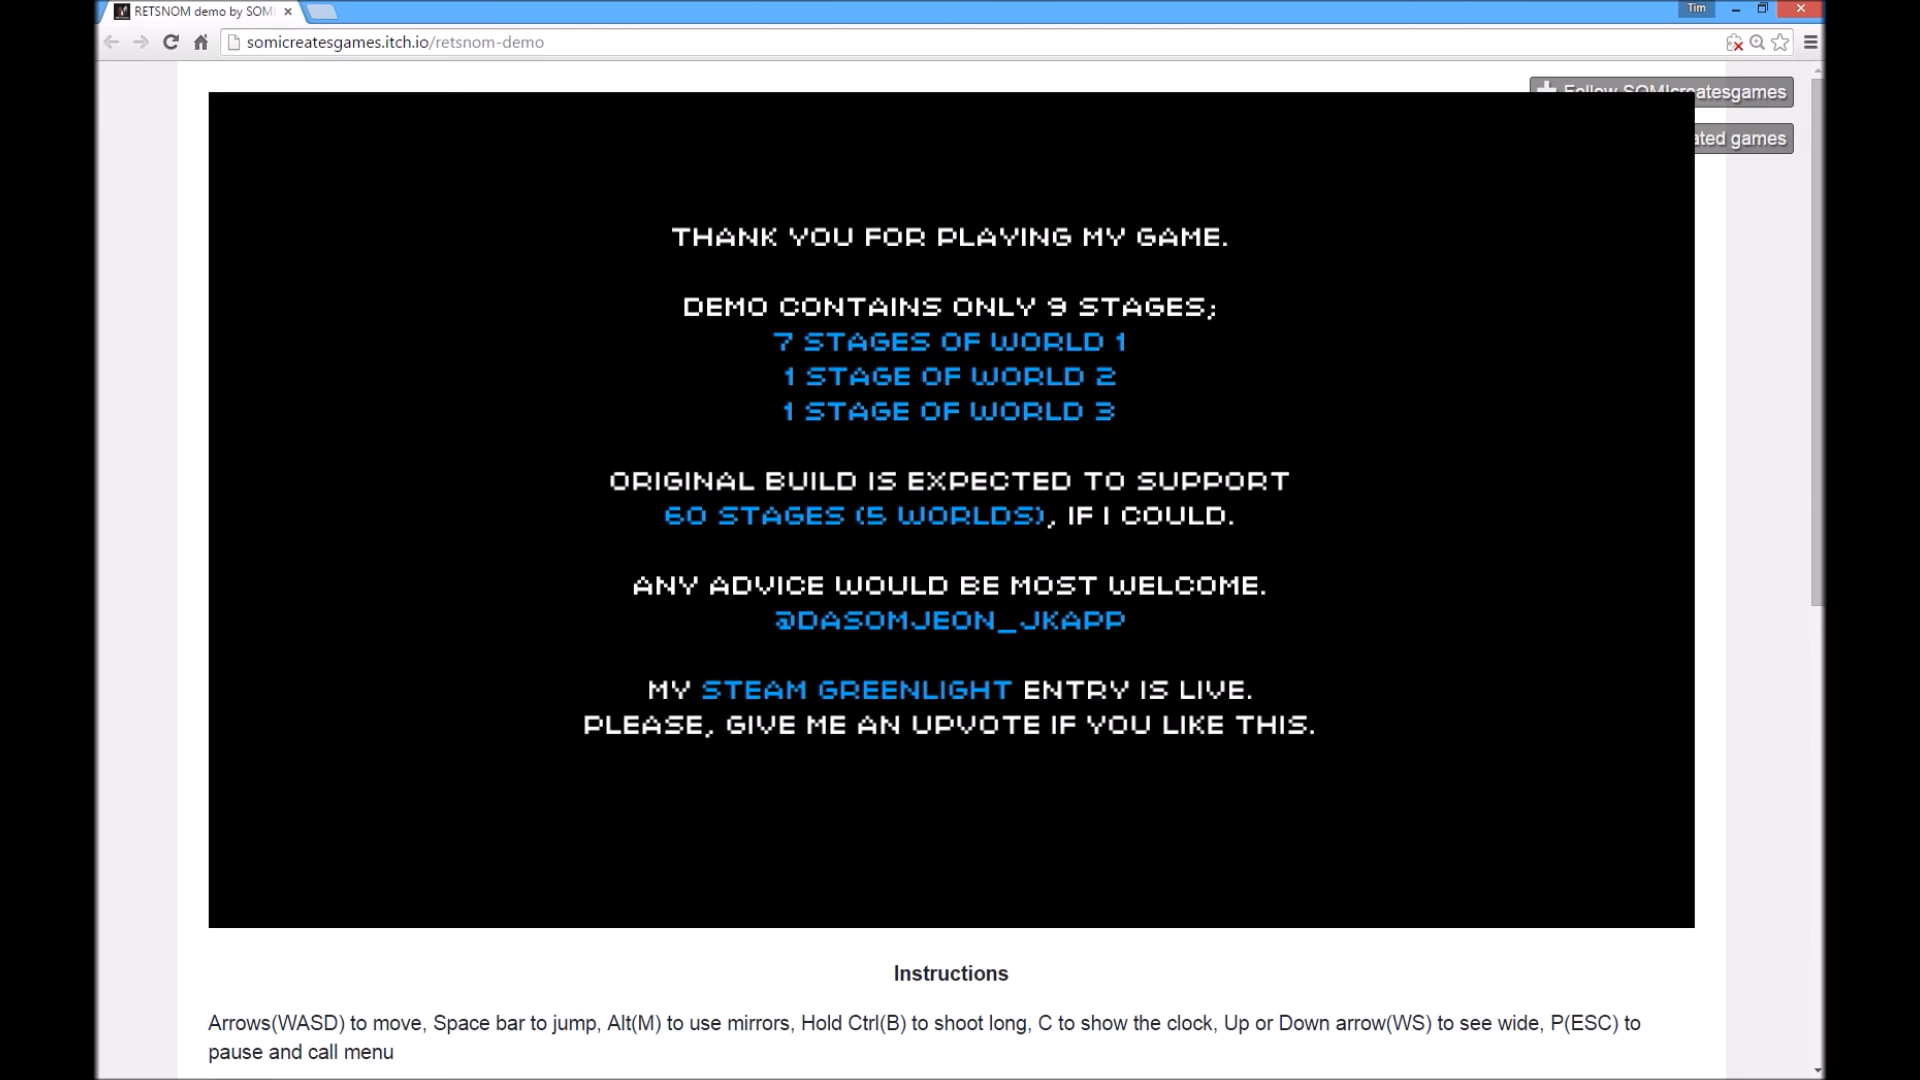 RETSNOM demo by SOMI
Tim
somicreatesgames.itch.io/retsnom-demo
Follow SOMIcreatesgames
ated games
THANK YOU FOR PLAYING MY GAME.
DEMO CONTAINS ONLY 9 STAGES;
7 STAGES OF WORLD 1
1 STAGE OF WORLD 2
1 STAGE OF WORLD 3
ORIGINAL BUILD IS EXPECTED TO SUPPORT
60 STAGES (5 WORLDS), IF I COULD.
ANY ADVICE WOULD BE MOST WELCOME.
@DASOMJEON_JKAPP
MY STEAM GREENLIGHT ENTRY IS LIVE.
PLEASE, GIVE ME AN UPVOTE IF YOU LIKE THIS.
Instructions
Arrows(WASD) to move, Space bar to jump, Alt(M) to use mirrors, Hold Ctrl(B) to shoot long, C to show the clock, Up or Down arrow(WS) to see wide, P(ESC) to
pause and call menu